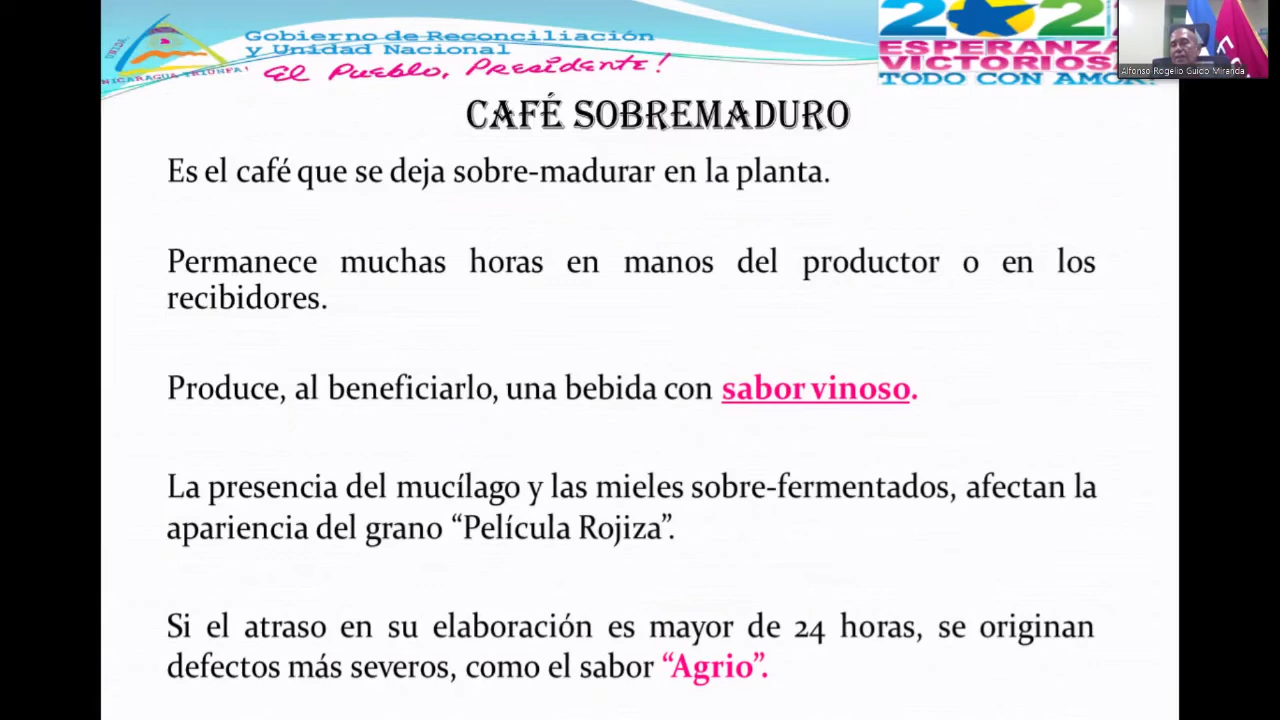 Gobierno de Reconciliación
y Unidad Nacional
El Pueblo, Presidente!
UNIDA,
NICARAGUA TRIUNFA!
ESPERANZA
VICTORIOS
TODO CON AMOR!
Alfonso Rogelio Guido Miranda
CAFÉ SOBREMADURO
Es el café que se deja sobre-madurar en la planta.
Permanece muchas horas en manos del productor o en los
recibidores.
Produce, al beneficiarlo, una bebida con sabor vinoso.
La presencia del mucílago y las mieles sobre-fermentados, afectan la
apariencia del grano “Película Rojiza”.
Si el atraso en su elaboración es mayor de 24 horas, se originan
defectos más severos, como el sabor “Agrio”.